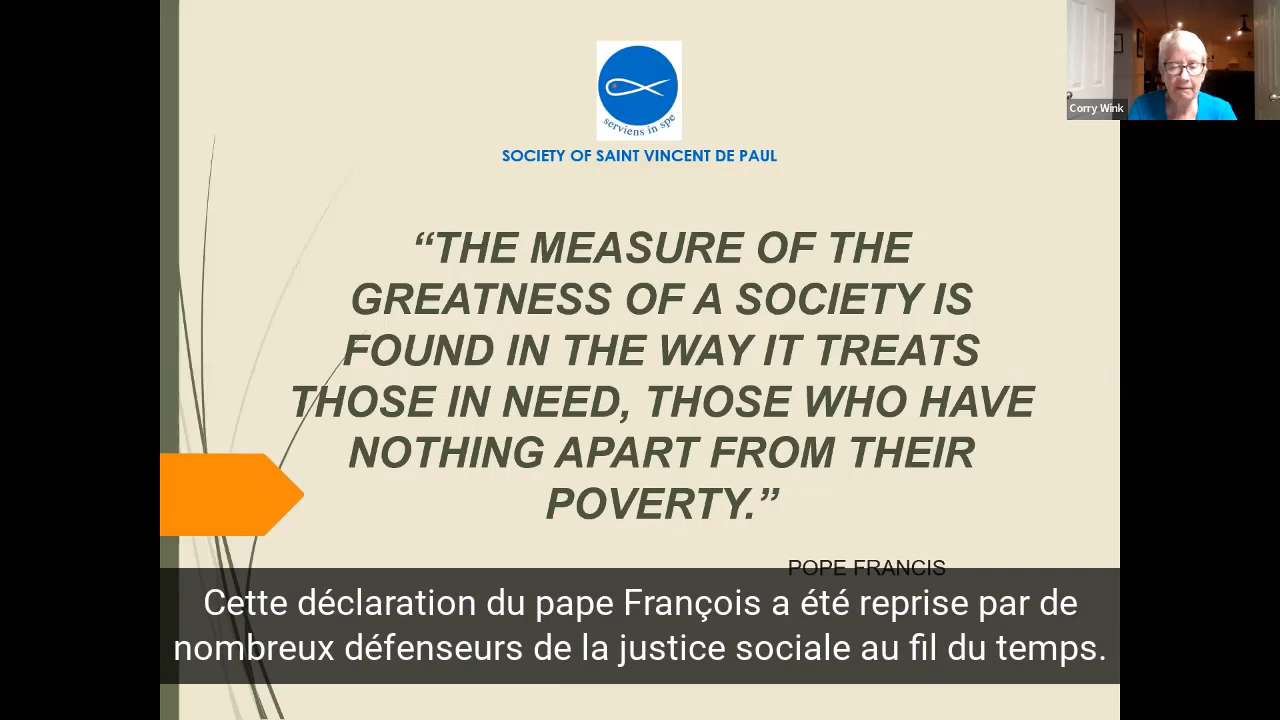 Corry Wink
serviens in spe
SOCIETY OF SAINT VINCENT DE PAUL
“THE MEASURE OF THE
GREATNESS OF A SOCIETY IS
FOUND IN THE WAY IT TREATS
THOSE IN NEED, THOSE WHO HAVE
NOTHING APART FROM THEIR
POVERTY.”
POPE FRANCIS
Cette déclaration du pape François a été reprise par de
nombreux défenseurs de la justice sociale au fil du temps.